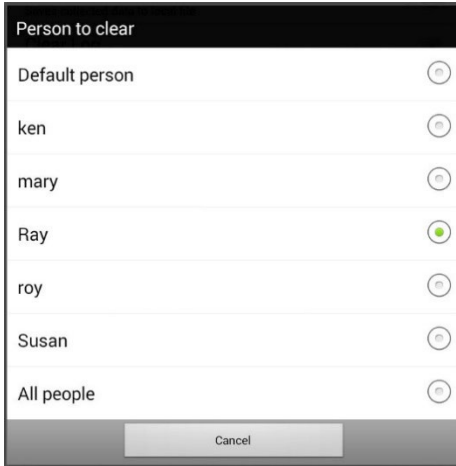 Person to clear
Default person
ken
mary
Ray
roy
Susan
All people
Cancel